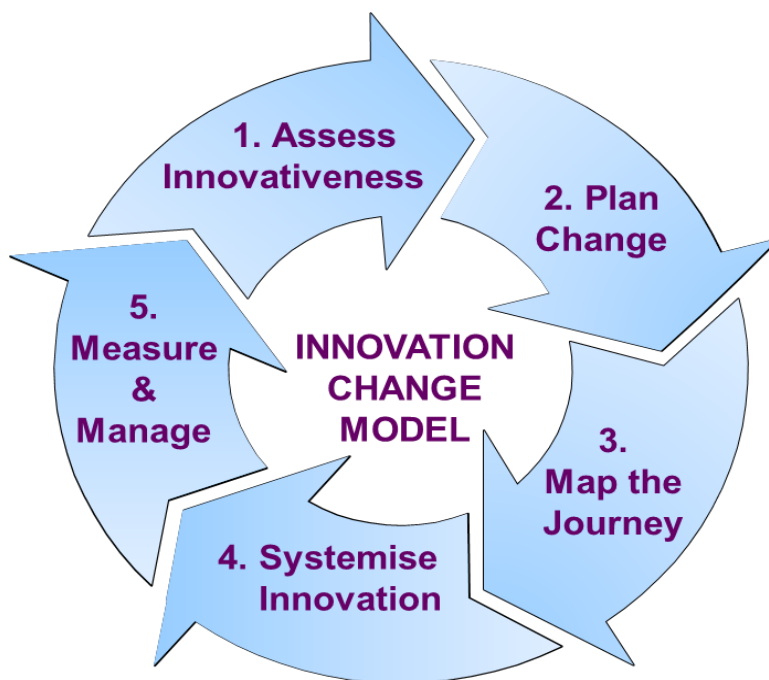 1. Assess
Innovativeness
2. Plan
Change
3.
Map the
Journey
4. Systemise
Innovation
5.
Measure
&
Manage
INNOVATION
CHANGE
MODEL